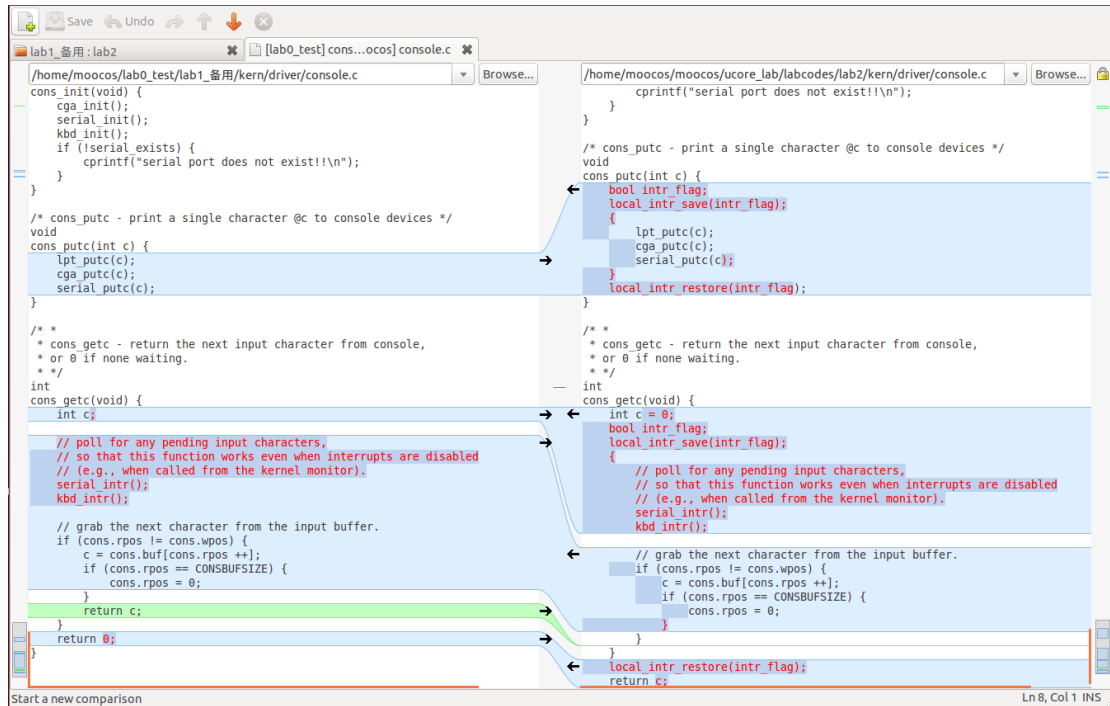 Save Undo
lab1_备用 : lab2
[lab0_test] cons...ocos] console.c
/home/moocos/lab0_test/lab1_备用/kern/driver/console.c
Browse...
cons_init(void) {
    cga_init();
    serial_init();
    kbd_init();
    if (!serial_exists) {
        cprintf("serial port does not exist!!\n");
    }
}

/* cons_putc - print a single character @c to console devices */
void
cons_putc(int c) {
    lpt_putc(c);
    cga_putc(c);
    serial_putc(c);
}

/* *
 * cons_getc - return the next input character from console,
 * or 0 if none waiting.
 * */
int
cons_getc(void) {
    int c;

    // poll for any pending input characters,
    // so that this function works even when interrupts are disabled
    // (e.g., when called from the kernel monitor).
    serial_intr();
    kbd_intr();

    // grab the next character from the input buffer.
    if (cons.rpos != cons.wpos) {
        c = cons.buf[cons.rpos ++];
        if (cons.rpos == CONSBUFSIZE) {
            cons.rpos = 0;
        }
        return c;
    }
    return 0;
}
/home/moocos/moocos/ucore_lab/labcodes/lab2/kern/driver/console.c
Browse...
        cprintf("serial port does not exist!!\n");
    }
}

/* cons_putc - print a single character @c to console devices */
void
cons_putc(int c) {
    bool intr_flag;
    local_intr_save(intr_flag);
    {
        lpt_putc(c);
        cga_putc(c);
        serial_putc(c);
    }
    local_intr_restore(intr_flag);
}

/* *
 * cons_getc - return the next input character from console,
 * or 0 if none waiting.
 * */
int
cons_getc(void) {
    int c = 0;
    bool intr_flag;
    local_intr_save(intr_flag);
    {
        // poll for any pending input characters,
        // so that this function works even when interrupts are disabled
        // (e.g., when called from the kernel monitor).
        serial_intr();
        kbd_intr();

        // grab the next character from the input buffer.
        if (cons.rpos != cons.wpos) {
            c = cons.buf[cons.rpos ++];
            if (cons.rpos == CONSBUFSIZE) {
                cons.rpos = 0;
            }
        }
    }
    local_intr_restore(intr_flag);
    return c;
Start a new comparison
Ln 8, Col 1 INS